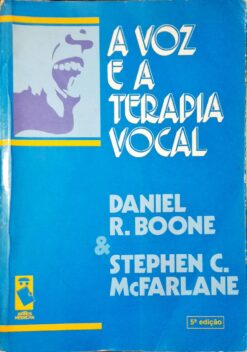 A VOZ
E A
TERAPIA
VOCAL
DANIEL
R. BOONE
&
STEPHEN C.
McFARLANE
5ª edição